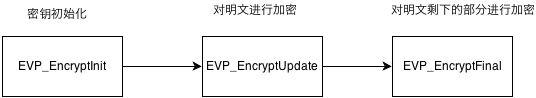 密钥初始化
对明文进行加密
对明文剩下的部分进行加密
EVP_EncryptInit
EVP_EncryptUpdate
EVP_EncryptFinal